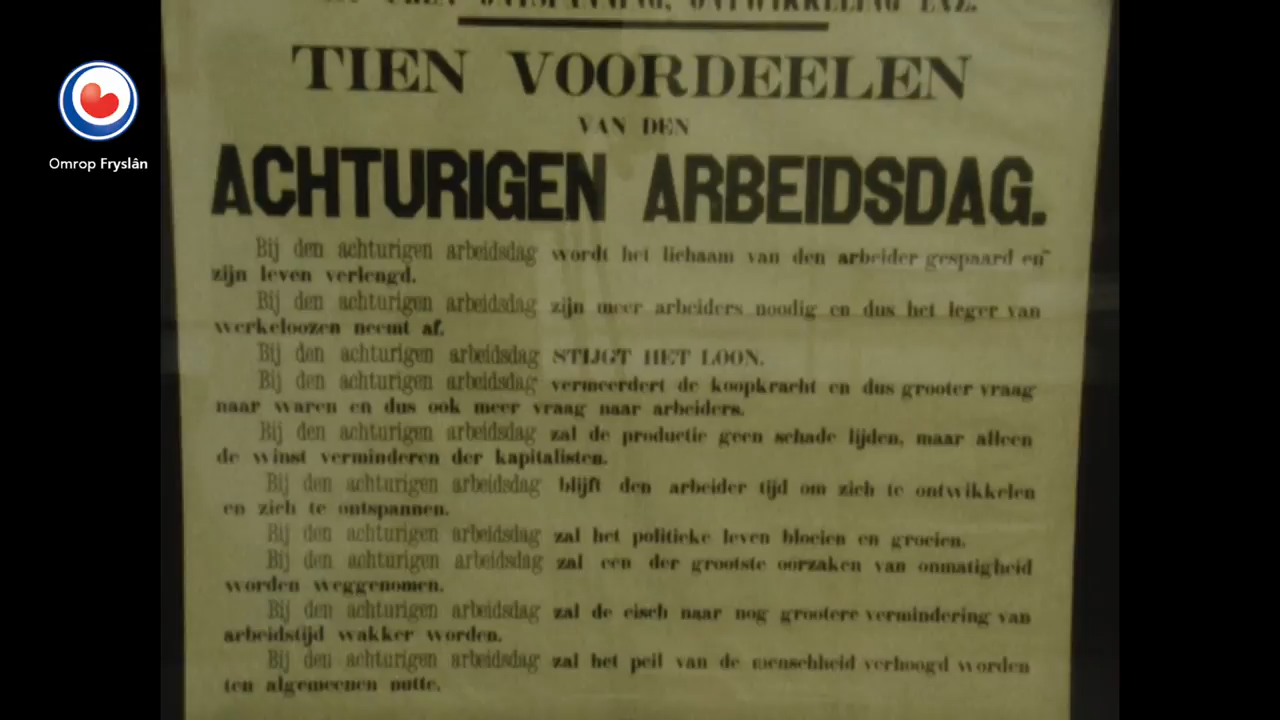 ONTSPANNING, ONTWIKKELING ENZ.
TIEN VOORDEELEN
VAN DEN
ACHTURIGEN ARBEIDSDAG.
Omrop Fryslân
Bij den achturigen arbeidsdag wordt het lichaam van den arbeider gespaard en
zijn leven verlengd.
Bij den achturigen arbeidsdag zijn meer arbeiders noodig en dus het leger van
werkeloozen neemt af.
Bij den achturigen arbeidsdag STIJGT HET LOON.
Bij den achturigen arbeidsdag vermeerdert de koopkracht en dus grooter vraag
naar waren en dus ook meer vraag naar arbeiders.
Bij den achturigen arbeidsdag zal de productie geen schade lijden, maar alleen
de winst verminderen der kapitalisten.
Bij den achturigen arbeidsdag blijft den arbeider tijd om zich te ontwikkelen
en zich te ontspannen.
Bij den achturigen arbeidsdag zal het politieke leven bloeien en groeien.
Bij den achturigen arbeidsdag zal een der grootste oorzaken van onmatigheid
worden weggenomen.
Bij den achturigen arbeidsdag zal de eisch naar nog grootere vermindering van
arbeidstijd wakker worden.
Bij den achturigen arbeidsdag zal het peil van de menschheid verhoogd worden
ten algemeenen nutte.